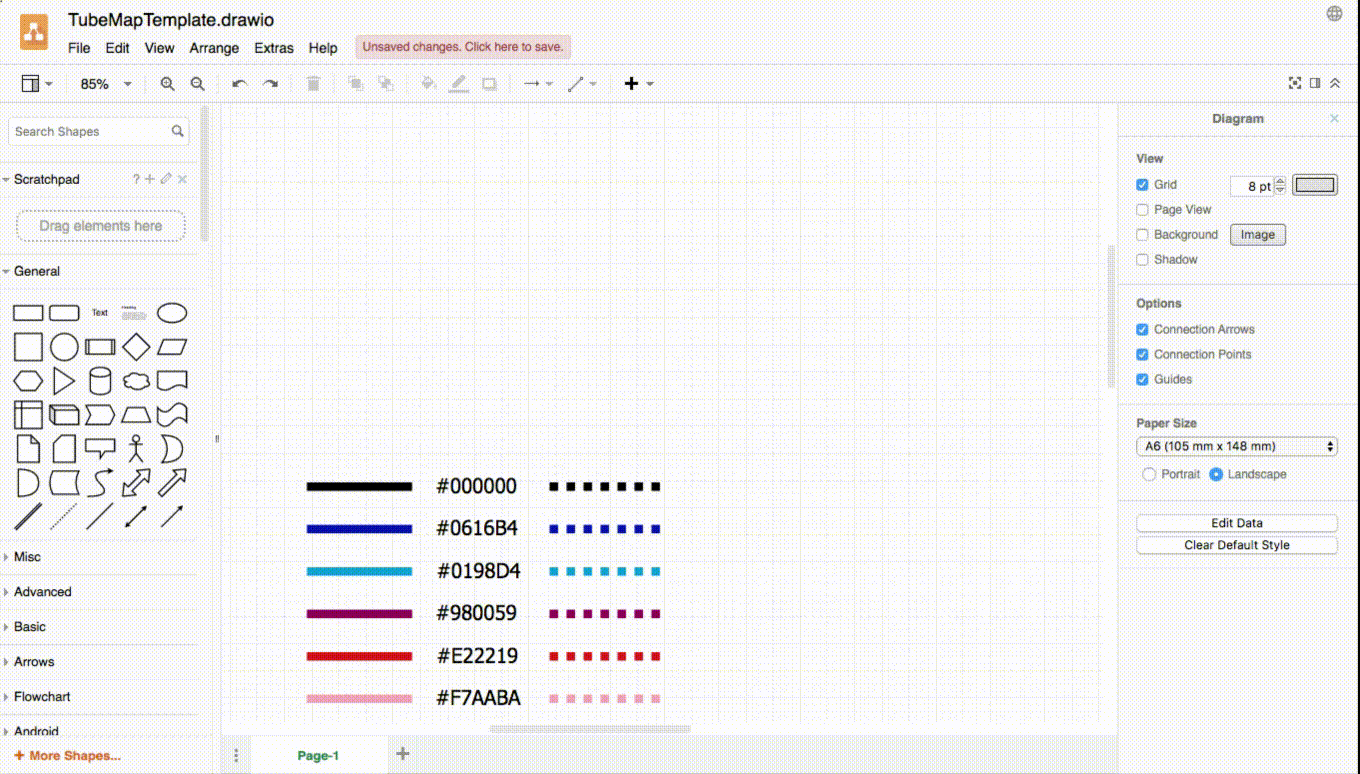 TubeMapTemplate.drawio
File Edit View Arrange Extras Help Unsaved changes. Click here to save.
85%
Search Shapes
Scratchpad
Drag elements here
General
Text
Misc
Advanced
Basic
Arrows
Flowchart
Android
+ More Shapes...
#000000
#0616B4
#0198D4
#980059
#E22219
#F7AABA
Page-1
Diagram
View
Grid 8 pt
Page View
Background Image
Shadow
Options
Connection Arrows
Connection Points
Guides
Paper Size
A6 (105 mm x 148 mm)
Portrait Landscape
Edit Data
Clear Default Style